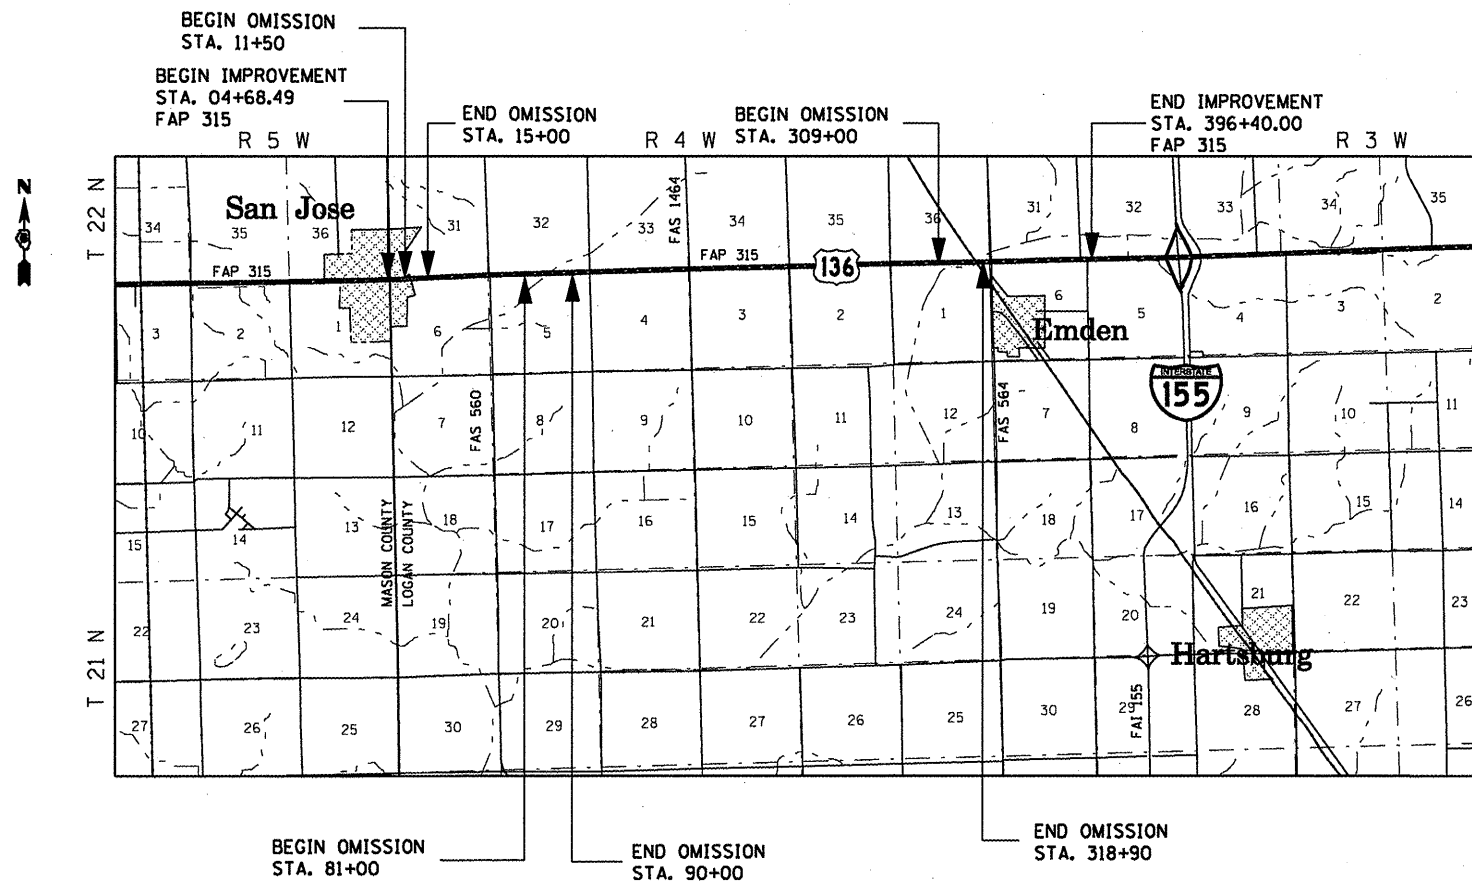 BEGIN OMISSION
STA. 11+50
BEGIN IMPROVEMENT
STA. 04+68.49
FAP 315
END OMISSION
STA. 15+00
BEGIN OMISSION
STA. 309+00
END IMPROVEMENT
STA. 396+40.00
FAP 315
R 5 W
R 4 W
R 3 W
N
T 22 N
San Jose
34
35
36
31
32
33
FAS 1464
34
35
36
31
32
33
34
35
FAP 315
FAP 315
136
3
2
1
6
5
4
3
2
1
6
5
4
3
2
Emden
INTERSTATE
155
10
11
12
7
FAS 560
8
9
10
11
12
FAS 564
7
8
9
10
11
15
14
13
MASON COUNTY
LOGAN COUNTY
18
17
16
15
14
13
18
17
16
15
14
T 21 N
22
23
24
19
20
21
22
23
24
19
20
21
22
23
Hartsburg
27
26
25
30
29
28
27
26
25
30
29
FAI 155
28
27
26
BEGIN OMISSION
STA. 81+00
END OMISSION
STA. 90+00
END OMISSION
STA. 318+90